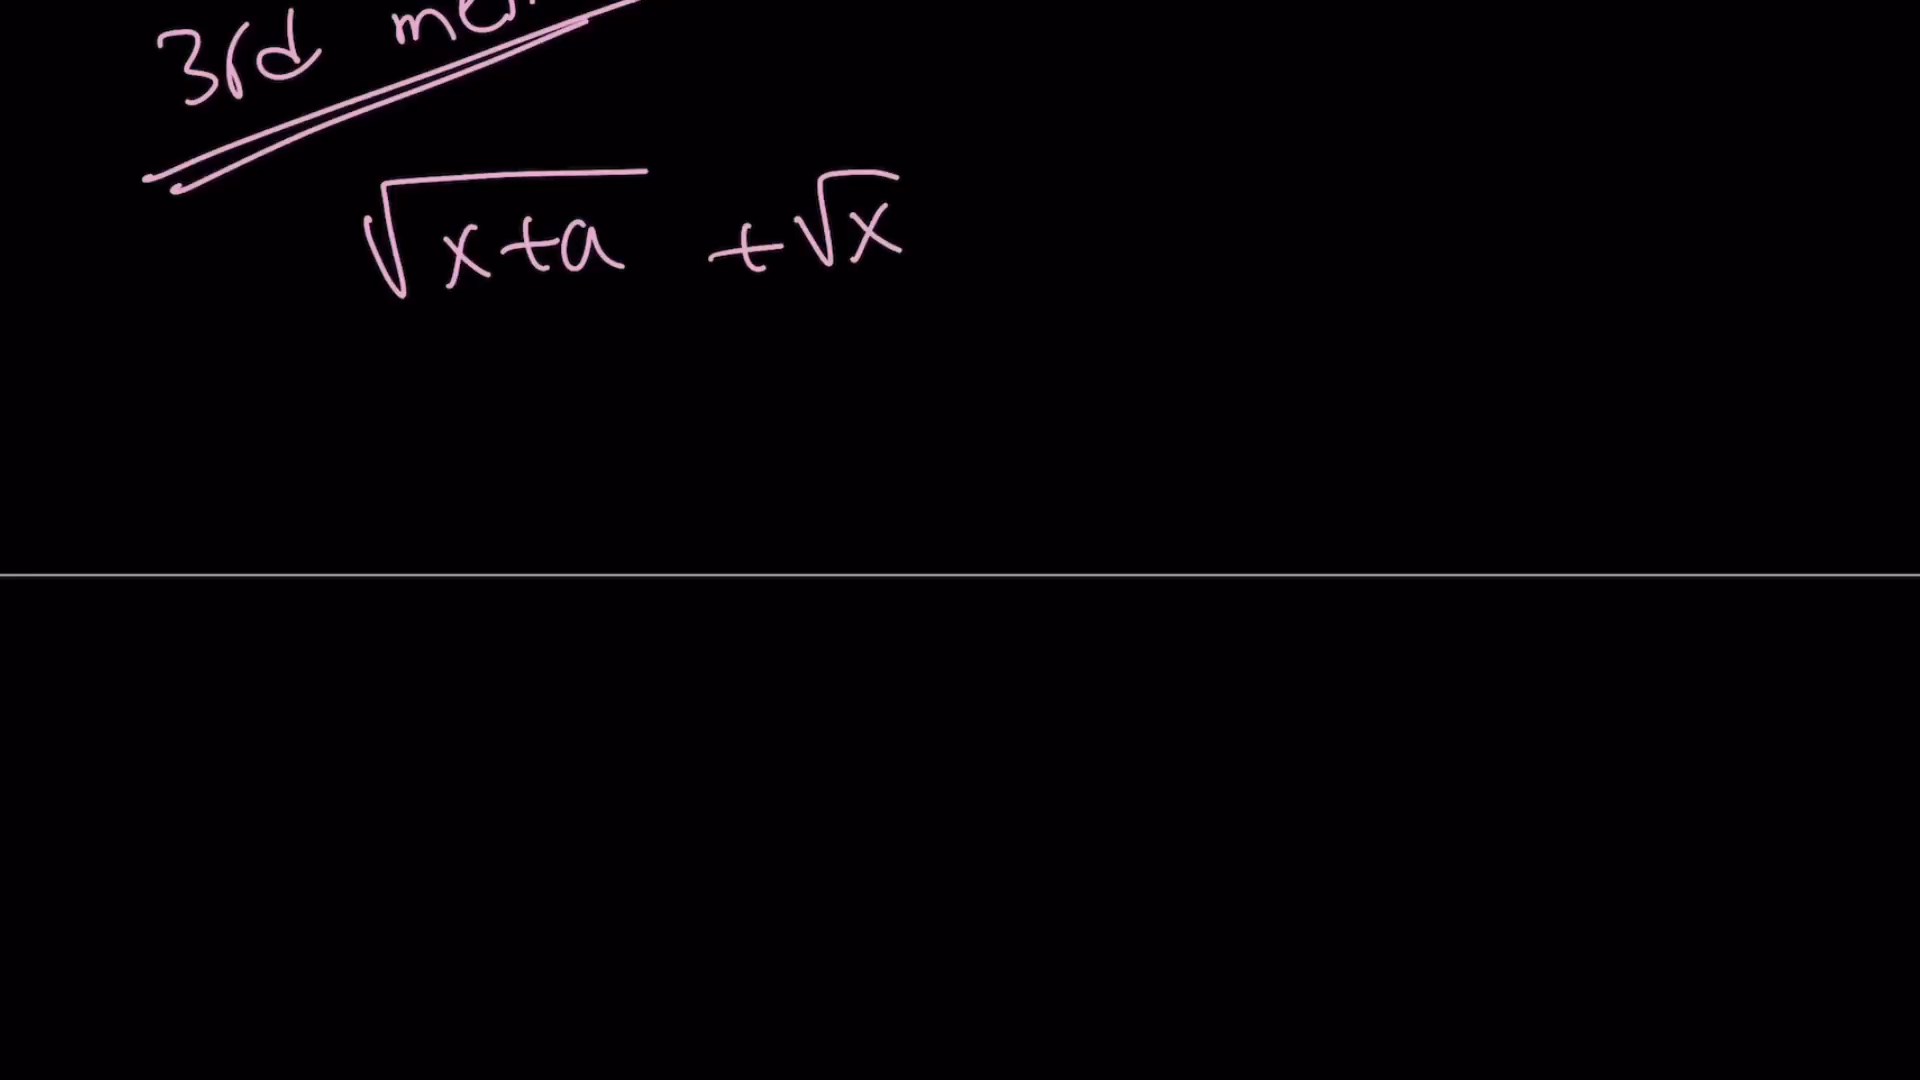 3rd
√(x+a) + √x